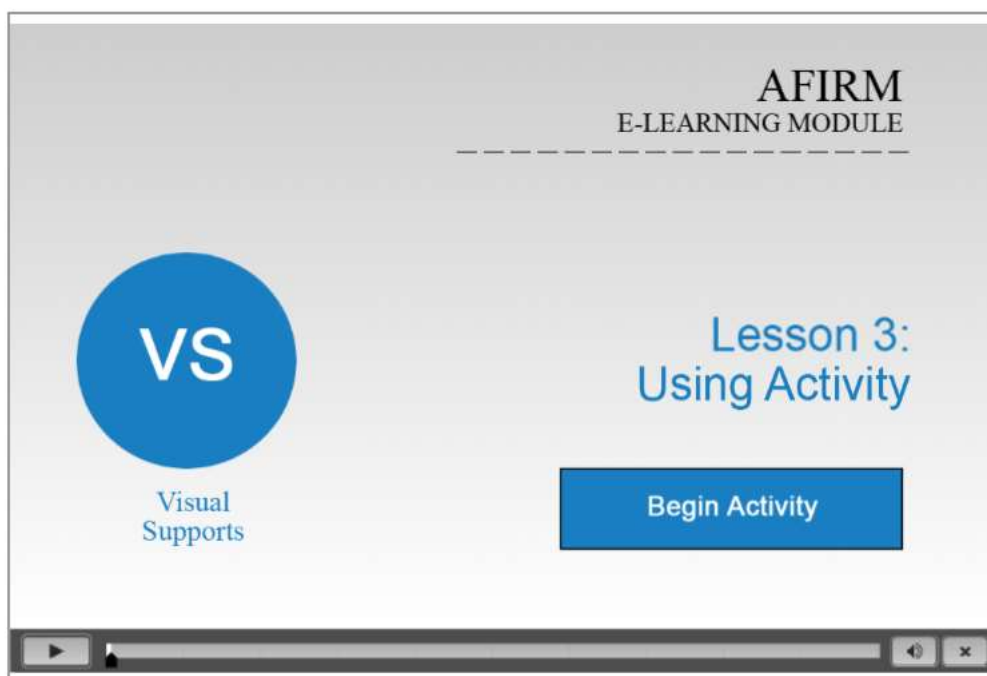 AFIRM
E-LEARNING MODULE
VS
Lesson 3:
Using Activity
Visual
Supports
Begin Activity